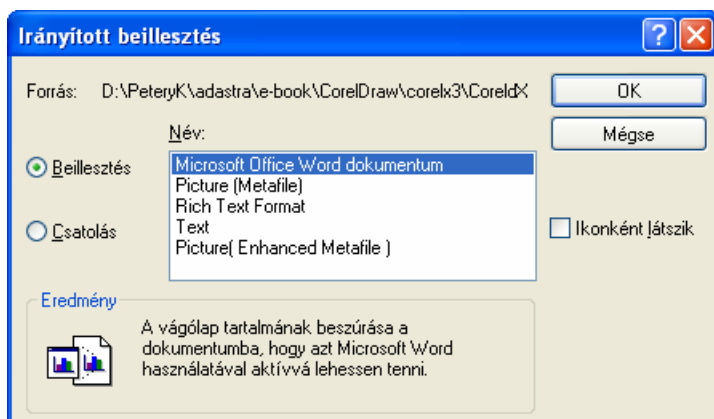 Irányított beillesztés
Forrás: D:\PeteryK\adastra\e-book\CorelDraw\corelx3\CoreldX
OK
Mégse
Név:
Beillesztés
Csatolás
Microsoft Office Word dokumentum
Picture (Metafile)
Rich Text Format
Text
Picture( Enhanced Metafile )
Ikonként látszik
Eredmény
A vágólap tartalmának beszúrása a
dokumentumba, hogy azt Microsoft Word
használatával aktívvá lehessen tenni.